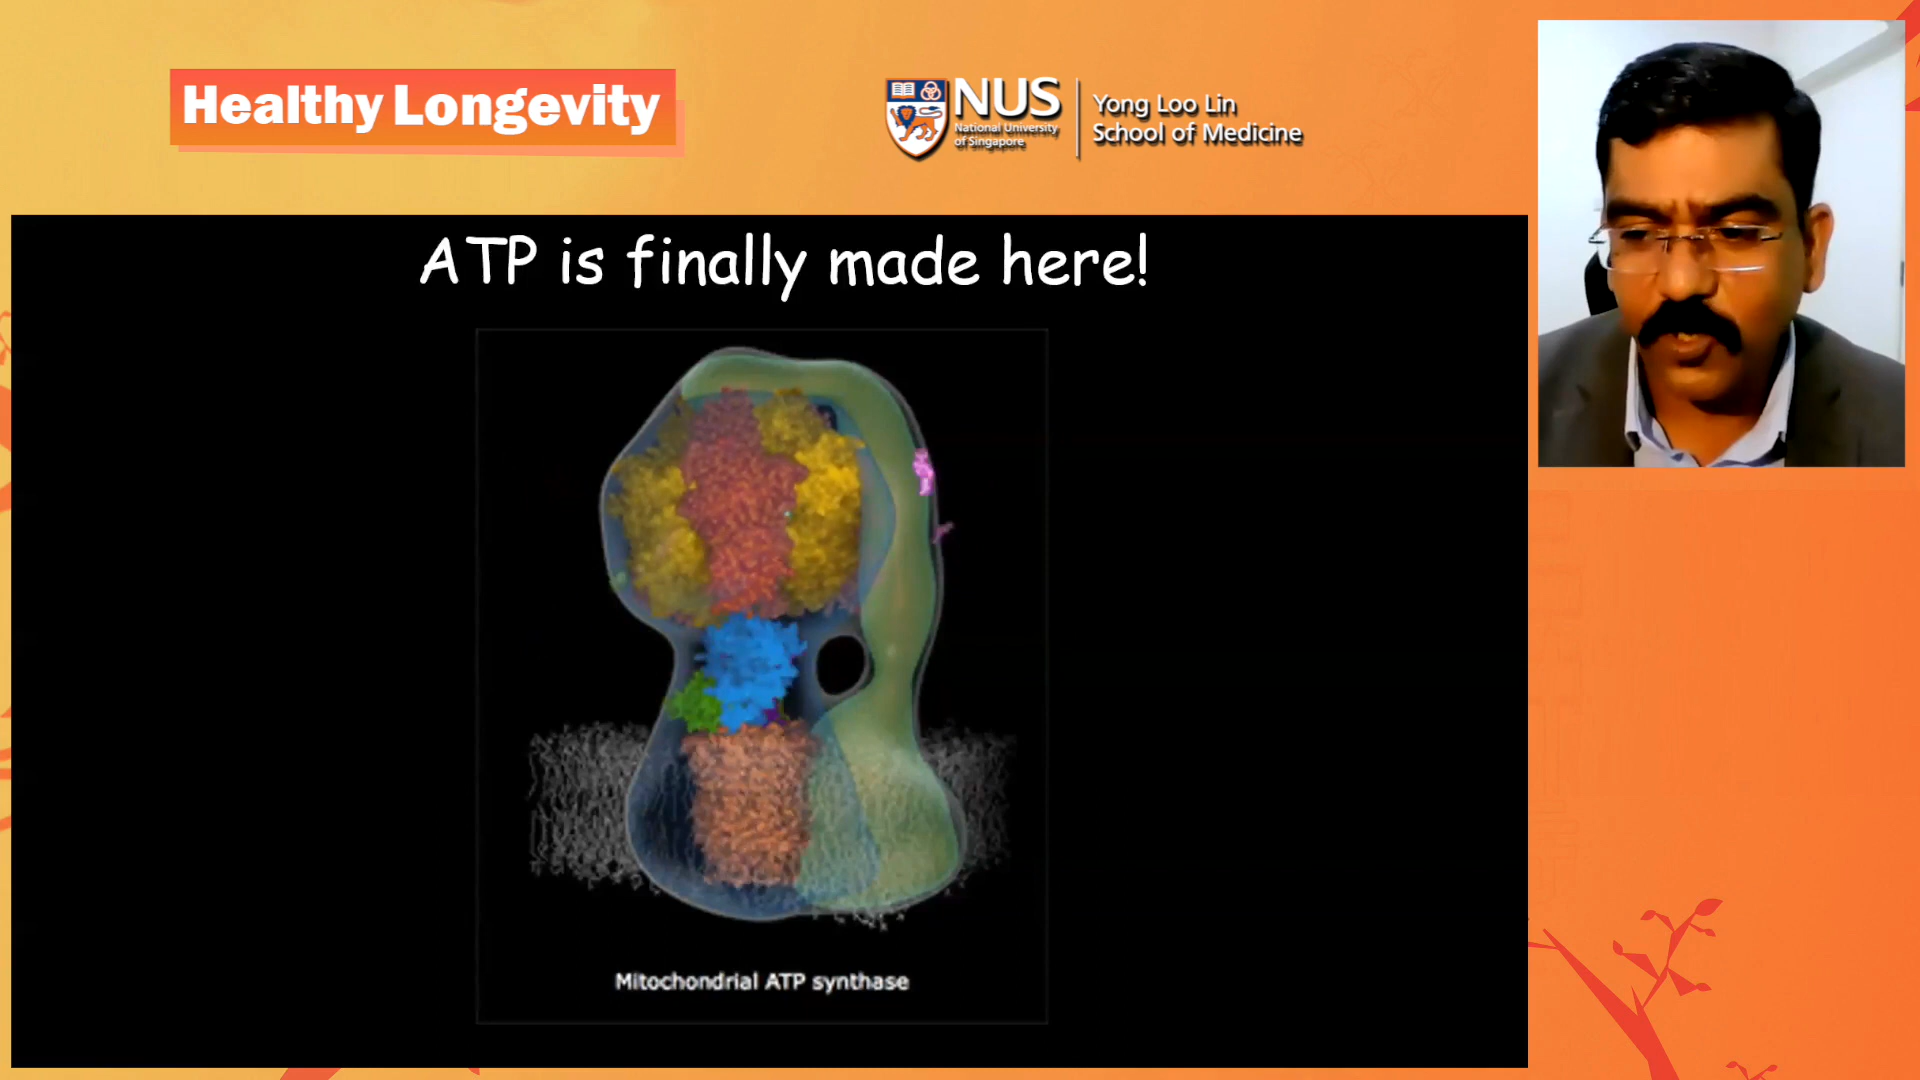 Healthy Longevity
NUS
National University
of Singapore
Yong Loo Lin
School of Medicine
ATP is finally made here!
Mitochondrial ATP synthase